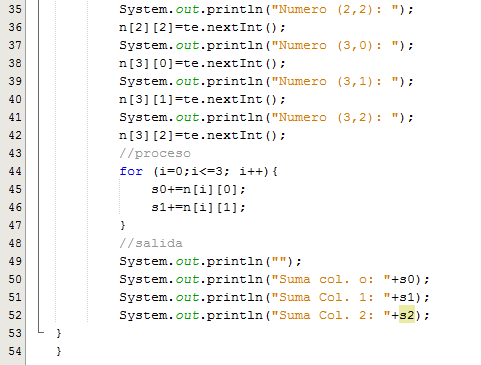 35 System.out.println("Numero (2,2): ");
36 n[2][2]=te.nextInt();
37 System.out.println("Numero (3,0): ");
38 n[3][0]=te.nextInt();
39 System.out.println("Numero (3,1): ");
40 n[3][1]=te.nextInt();
41 System.out.println("Numero (3,2): ");
42 n[3][2]=te.nextInt();
43 //proceso
44 for (i=0;i<=3; i++){
45 s0+=n[i][0];
46 s1+=n[i][1];
47 }
48 //salida
49 System.out.println("");
50 System.out.println("Suma col. o: "+s0);
51 System.out.println("Suma Col. 1: "+s1);
52 System.out.println("Suma Col. 2: "+s2);
53 }
54 }